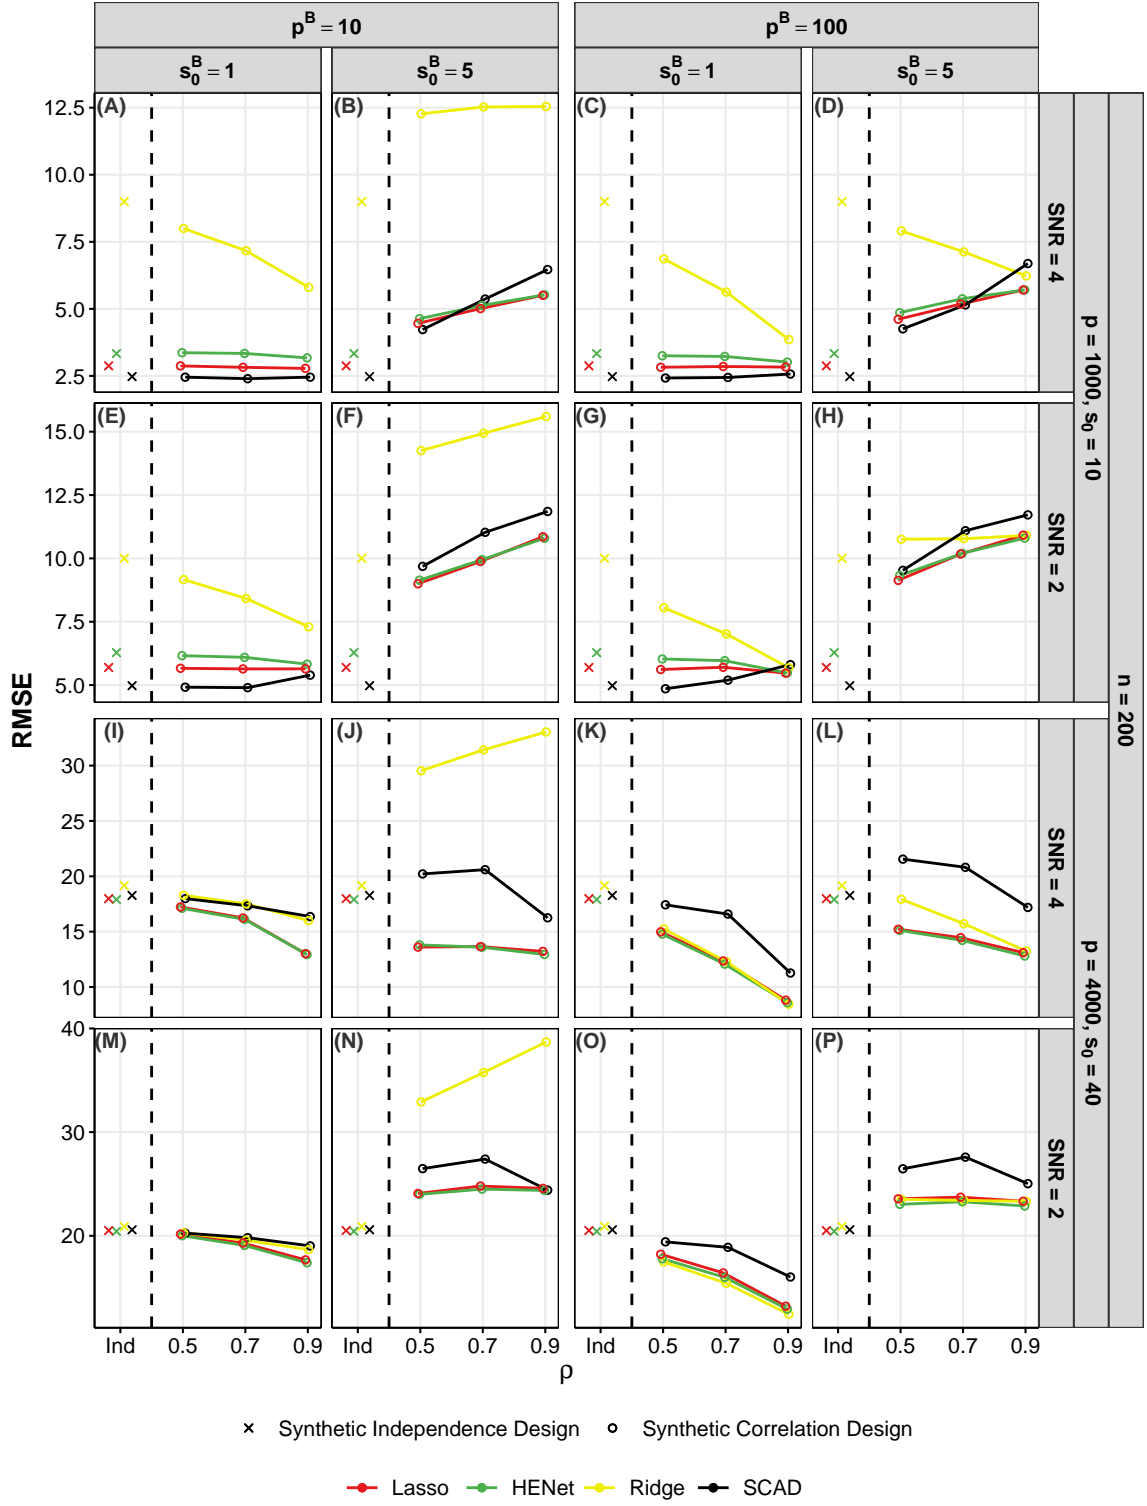 p^B = 10
p^B = 100
s_0^B = 1
s_0^B = 5
s_0^B = 1
s_0^B = 5
(A)
(B)
(C)
(D)
12.5
10.0
7.5
5.0
2.5
SNR = 4
(E)
(F)
(G)
(H)
15.0
12.5
10.0
7.5
5.0
SNR = 2
p = 1000, s_0 = 10
(I)
(J)
(K)
(L)
30
25
20
15
10
SNR = 4
(M)
(N)
(O)
(P)
40
30
20
SNR = 2
p = 4000, s_0 = 40
n = 200
RMSE
Ind 0.5 0.7 0.9
Ind 0.5 0.7 0.9
Ind 0.5 0.7 0.9
Ind 0.5 0.7 0.9
ρ
Synthetic Independence Design
Synthetic Correlation Design
Lasso HENet Ridge SCAD